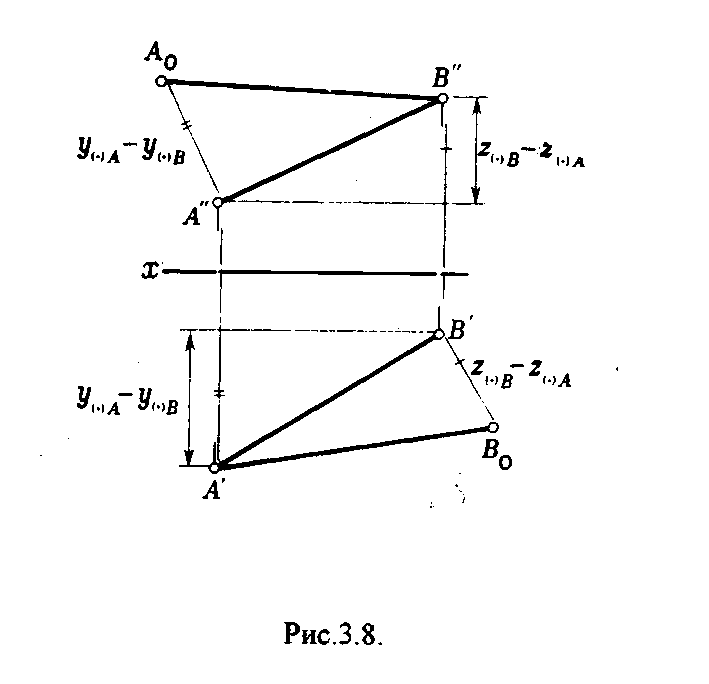 A₀
B″
y₍.₎A − y₍.₎B
z₍.₎B − z₍.₎A
A″
x
B′
z₍.₎B − z₍.₎A
y₍.₎A − y₍.₎B
B₀
A′
Рис.3.8.